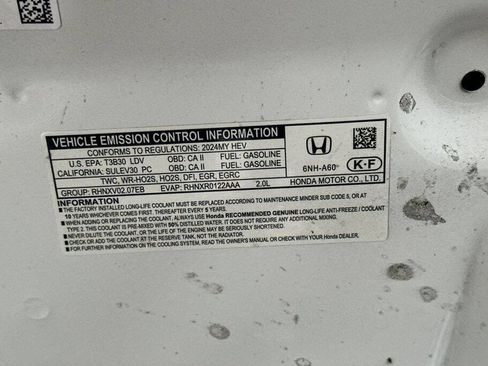 VEHICLE EMISSION CONTROL INFORMATION
CONFORMS TO REGULATIONS: 2024MY HEV
U.S. EPA: T3B30 LDV OBD: CA II FUEL: GASOLINE
CALIFORNIA: SULEV30 PC OBD: CA II FUEL: GASOLINE
TWC, WR-HO2S, HO2S, DFI, EGR, EGRC
GROUP: RHNXV02.07EB EVAP: RHNXR0122AAA 2.0L
6NH-A60
K-F
HONDA MOTOR CO., LTD.
INFORMATION
■ THE FACTORY INSTALLED LONG-LIFE COOLANT MUST BE REPLACED ACCORDING TO MAINTENANCE MINDER SUB CODE 5, OR AT
10 YEARS WHICHEVER COMES FIRST. THEREAFTER EVERY 5 YEARS.
■ WHEN ADDING OR REPLACING THE COOLANT, ALWAYS USE Honda RECOMMENDED GENUINE LONG-LIFE ANTI-FREEZE / COOLANT
TYPE 2. THIS COOLANT IS PRE-MIXED WITH 50% DISTILLED WATER, IT DOES NOT REQUIRE ANY ADDITIONAL MIXING.
■ NEVER DILUTE THE COOLANT, OR THE LIFE OF THE ENGINE MAY BE SERIOUSLY SHORTENED.
■ CHECK OR ADD THE COOLANT AT THE RESERVE TANK, NOT THE RADIATOR.
■ FOR FURTHER INFORMATION ON THE COOLING SYSTEM, READ THE OWNER'S MANUAL OR CHECK WITH YOUR Honda DEALER.